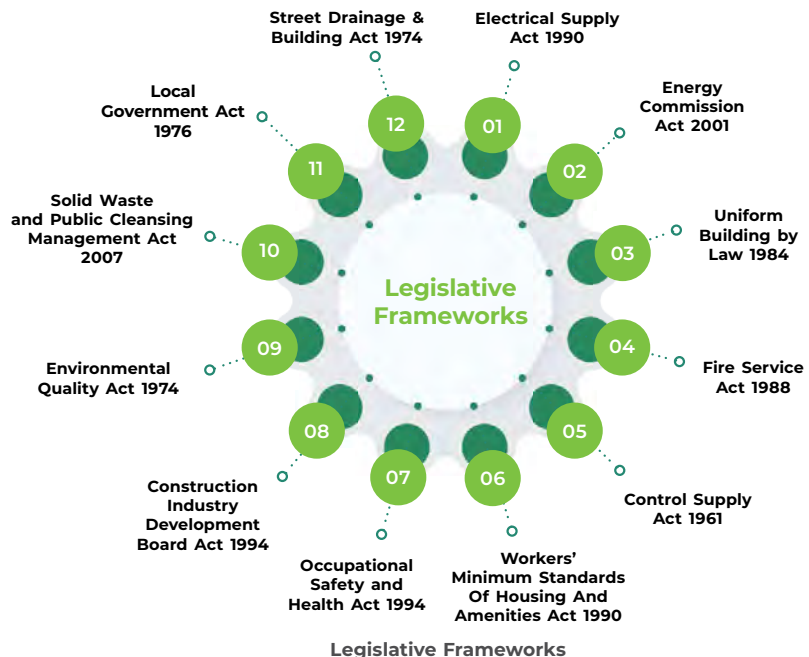 Street Drainage &
Building Act 1974
Electrical Supply
Act 1990
Local
Government Act
1976
Energy
Commission
Act 2001
12
01
11
02
Solid Waste
and Public Cleansing
Management Act
2007
Uniform
Building by
Law 1984
10
03
Legislative
Frameworks
09
04
Environmental
Quality Act 1974
Fire Service
Act 1988
08
05
07
06
Construction
Industry
Development
Board Act 1994
Control Supply
Act 1961
Occupational
Safety and
Health Act 1994
Workers’
Minimum Standards
Of Housing And
Amenities Act 1990
Legislative Frameworks